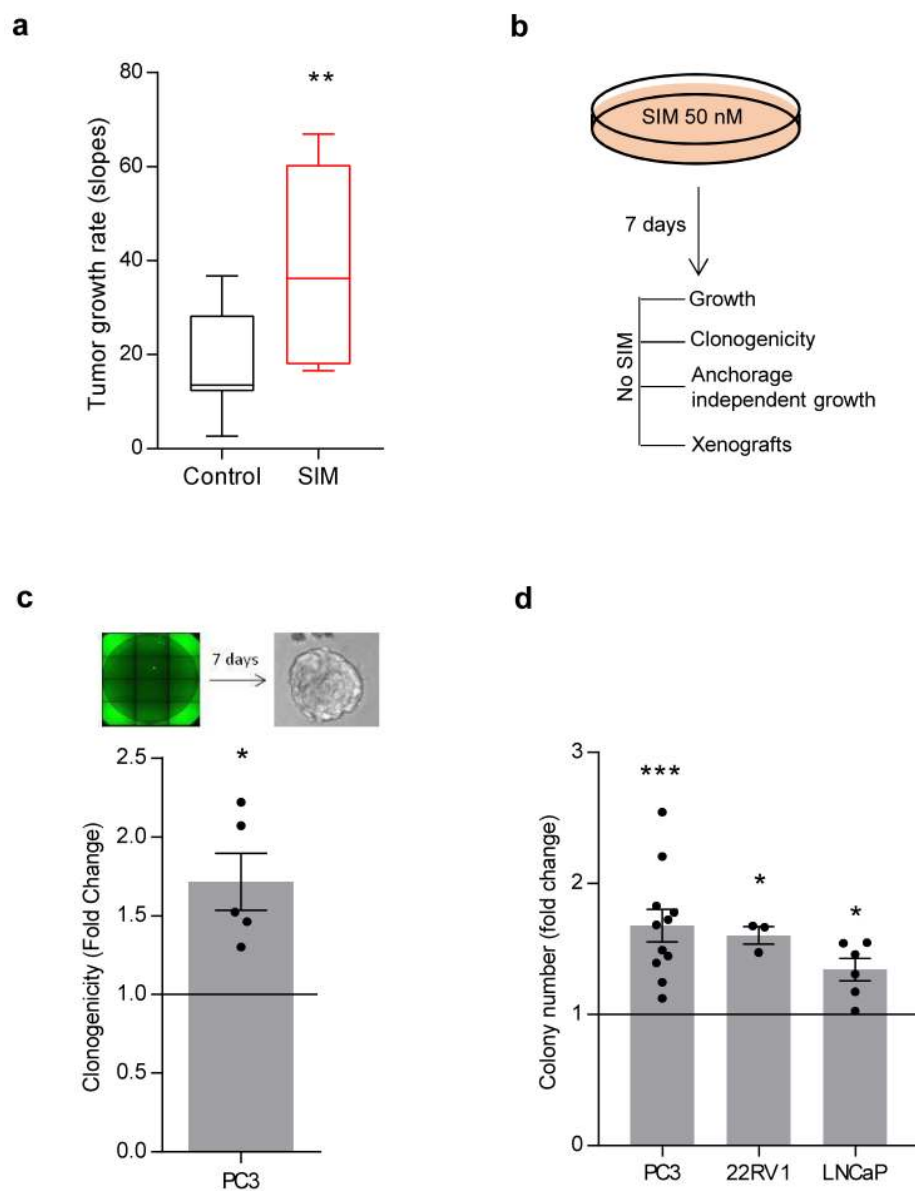 a
80
60
40
20
0
Tumor growth rate (slopes)
**
Control
SIM
b
SIM 50 nM
7 days
No SIM
Growth
Clonogenicity
Anchorage
independent growth
Xenografts
c
7 days
2.5
2.0
1.5
1.0
0.5
0.0
Clonogenicity (Fold Change)
*
PC3
d
3
2
1
0
Colony number (fold change)
***
*
*
PC3
22RV1
LNCaP